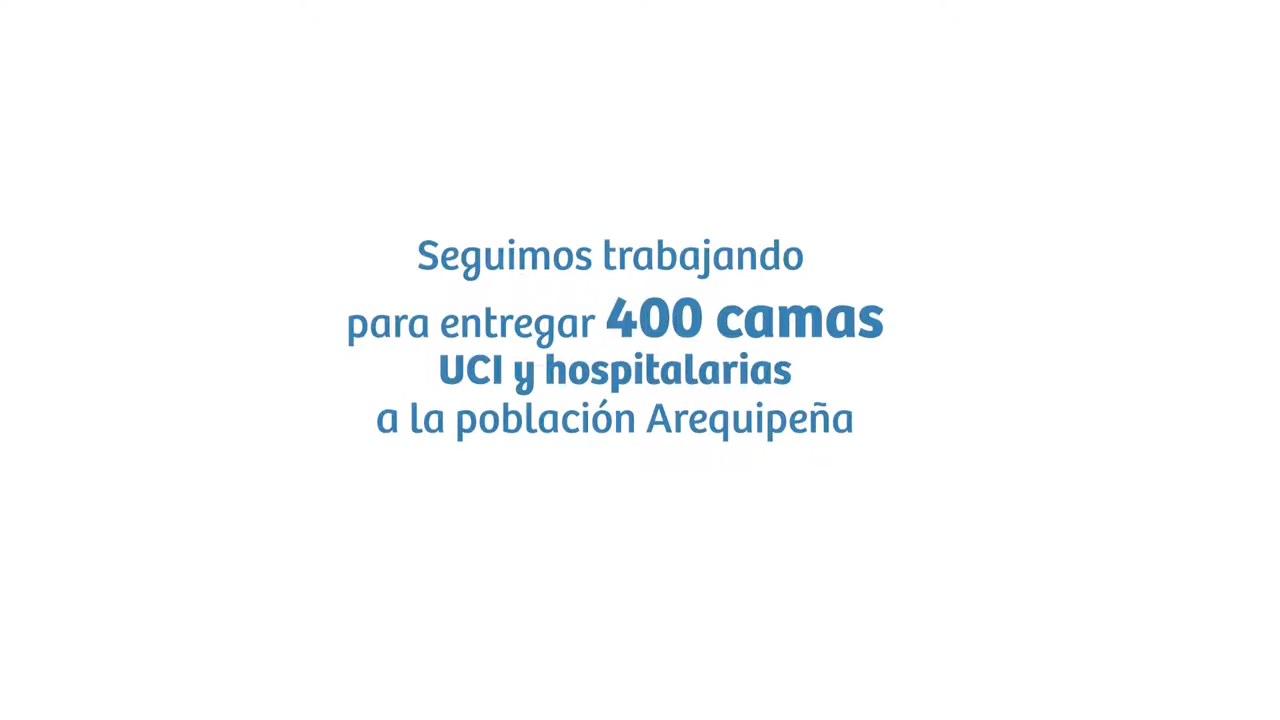 Seguimos trabajando
para entregar 400 camas
UCI y hospitalarias
a la población Arequipeña